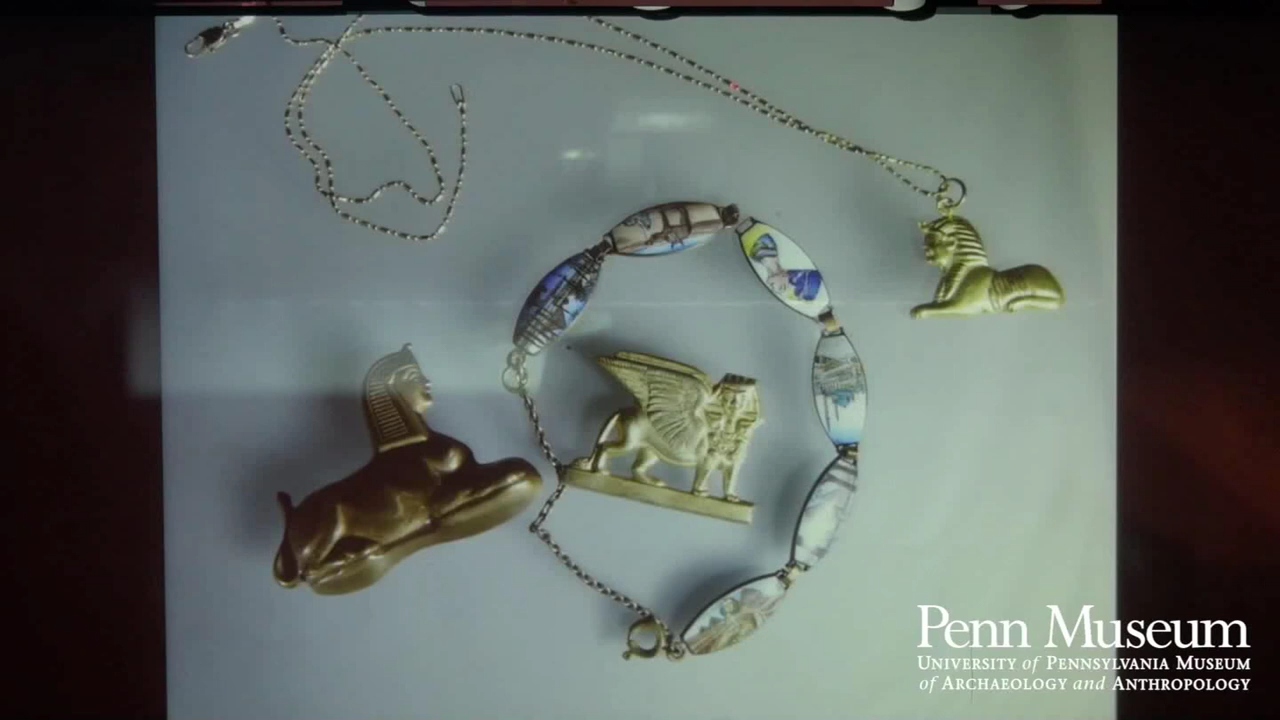 Penn Museum
UNIVERSITY of PENNSYLVANIA MUSEUM
of ARCHAEOLOGY and ANTHROPOLOGY